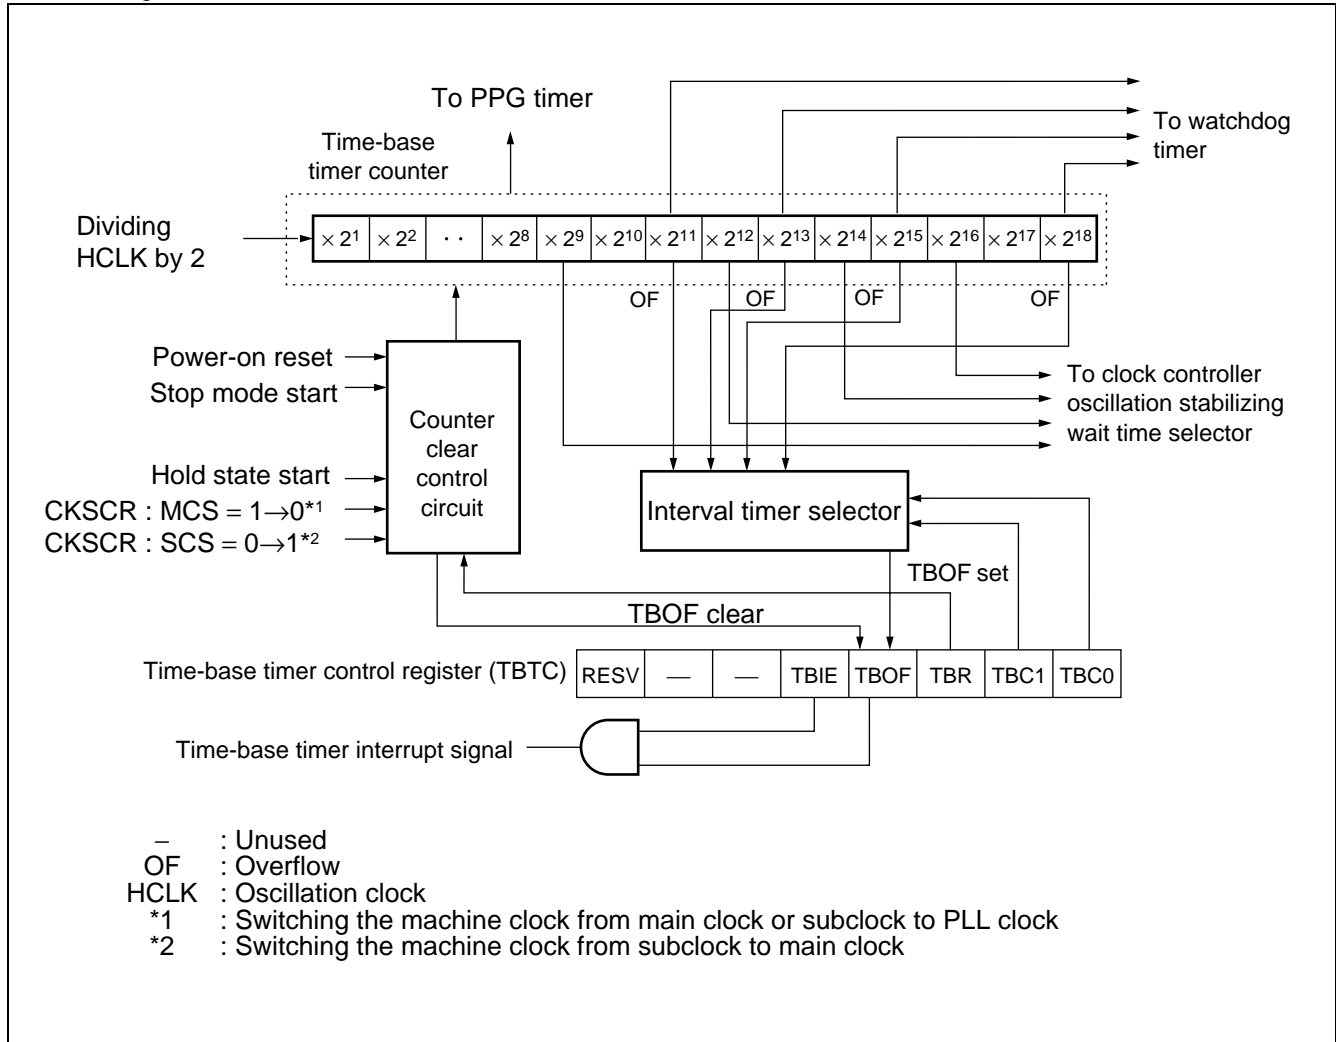 To PPG timer
To watchdog
timer
Time-base
timer counter
Dividing
HCLK by 2
× 2¹ × 2² · · × 2⁸ × 2⁹ × 2¹⁰ × 2¹¹ × 2¹² × 2¹³ × 2¹⁴ × 2¹⁵ × 2¹⁶ × 2¹⁷ × 2¹⁸
OF OF OF OF
Power-on reset
Stop mode start
Hold state start
CKSCR : MCS = 1→0*1
CKSCR : SCS = 0→1*2
Counter
clear
control
circuit
To clock controller
oscillation stabilizing
wait time selector
Interval timer selector
TBOF set
TBOF clear
Time-base timer control register (TBTC) RESV — — TBIE TBOF TBR TBC1 TBC0
Time-base timer interrupt signal
– : Unused
OF : Overflow
HCLK : Oscillation clock
*1 : Switching the machine clock from main clock or subclock to PLL clock
*2 : Switching the machine clock from subclock to main clock